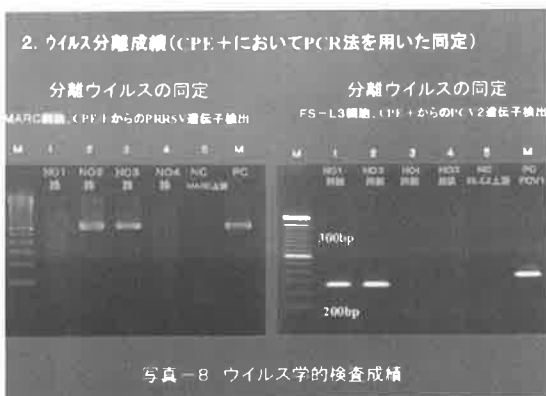 2. ウイルス分離成績(CPE+においてPCR法を用いた同定)
分離ウイルスの同定
MARC細胞、CPE+からのPRRSV遺伝子検出
M 1 2 3 4 5 M
NO1 NO2 NO3 NO4 NC PC
分離ウイルスの同定
FS-L3細胞、CPE+からのPCV2遺伝子検出
M 1 2 3 4 5 M
NO1 NO3 NC PC
PCV1
300bp
200bp
写真-8 ウイルス学的検査成績